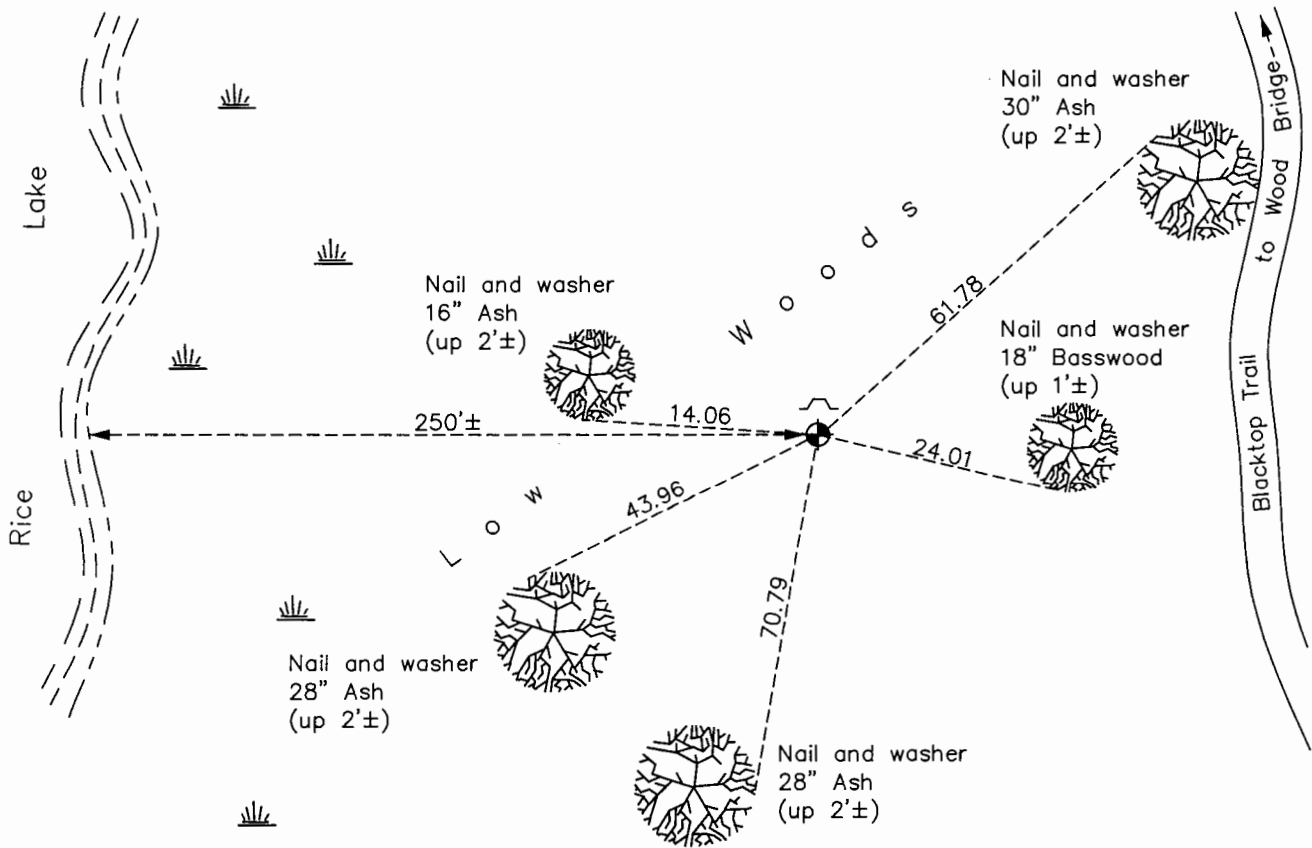 Nail and washer
30" Ash
(up 2'±)
Blacktop Trail to Wood Bridge
Lake
Rice
Low Woods
Nail and washer
16" Ash
(up 2'±)
61.78
Nail and washer
18" Basswood
(up 1'±)
250'±
14.06
24.01
43.96
70.79
Nail and washer
28" Ash
(up 2'±)
Nail and washer
28" Ash
(up 2'±)